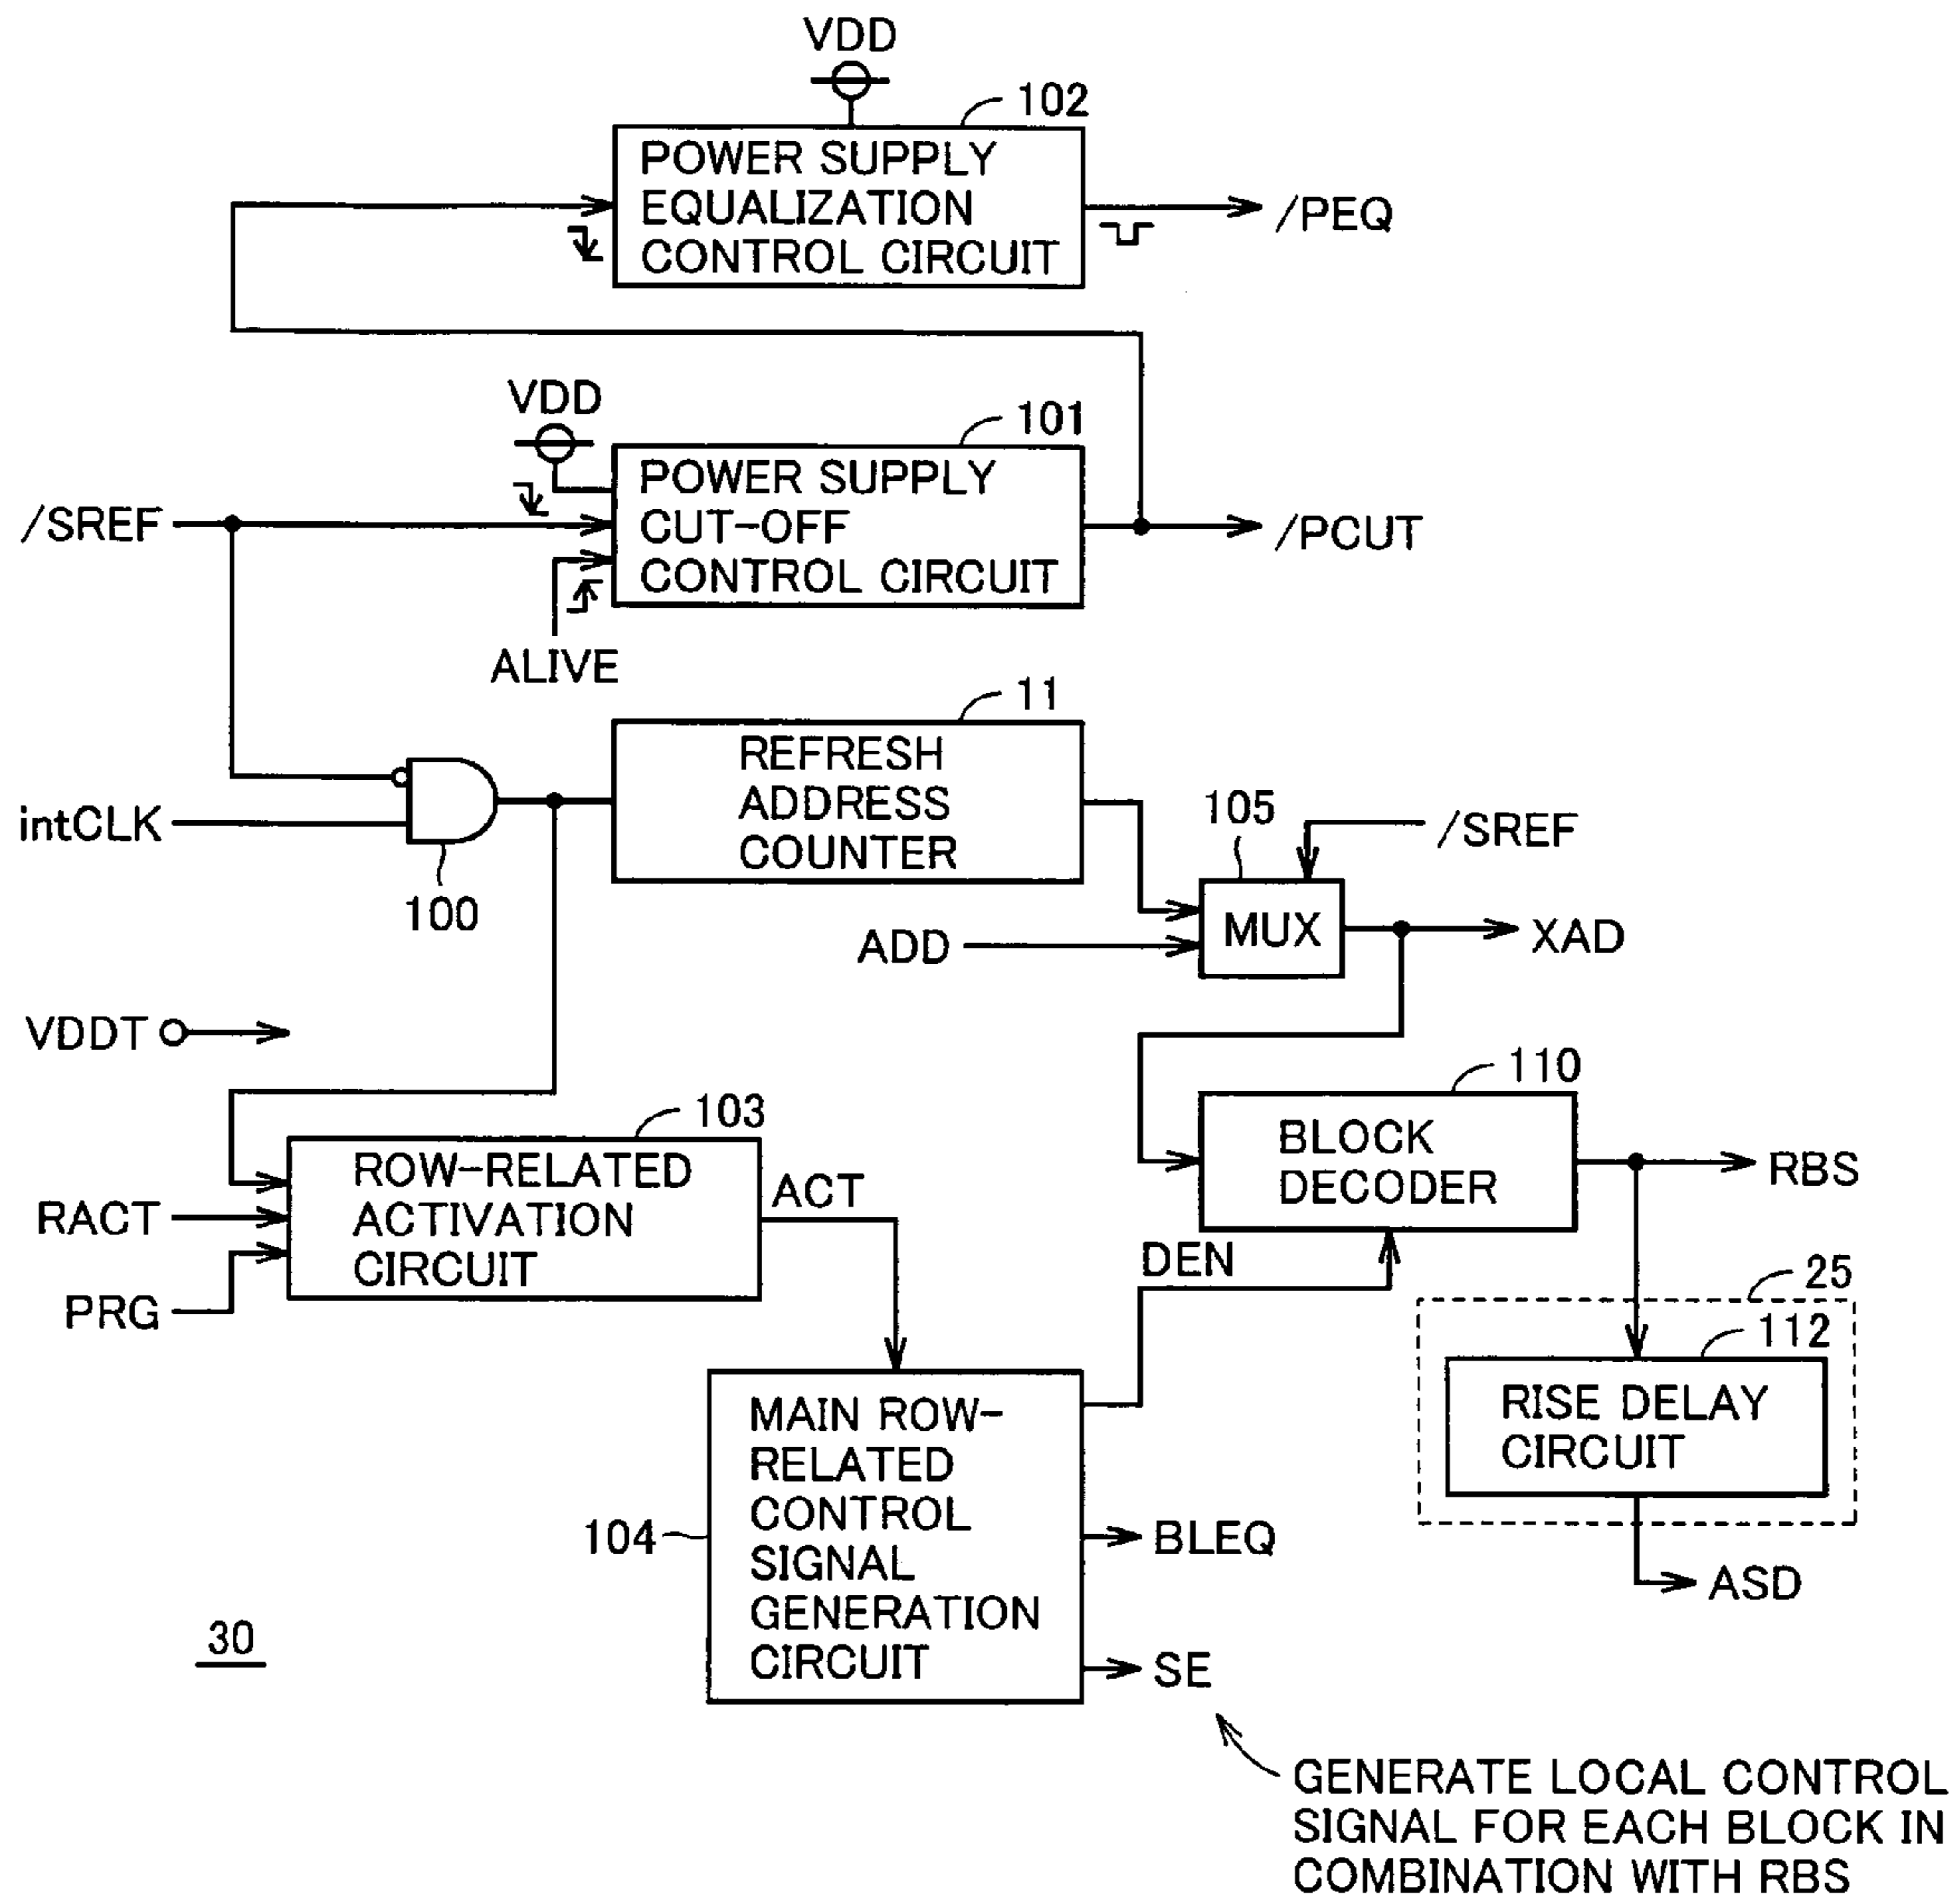 VDD
102
POWER SUPPLY
EQUALIZATION
CONTROL CIRCUIT
/PEQ
VDD
101
POWER SUPPLY
CUT-OFF
CONTROL CIRCUIT
/SREF
/PCUT
ALIVE
11
REFRESH
ADDRESS
COUNTER
intCLK
100
105
/SREF
MUX
ADD
XAD
VDDT
110
BLOCK
DECODER
RBS
103
ROW-RELATED
ACTIVATION
CIRCUIT
ACT
RACT
PRG
DEN
25
112
RISE DELAY
CIRCUIT
ASD
104
MAIN ROW-
RELATED
CONTROL
SIGNAL
GENERATION
CIRCUIT
BLEQ
SE
30
GENERATE LOCAL CONTROL
SIGNAL FOR EACH BLOCK IN
COMBINATION WITH RBS